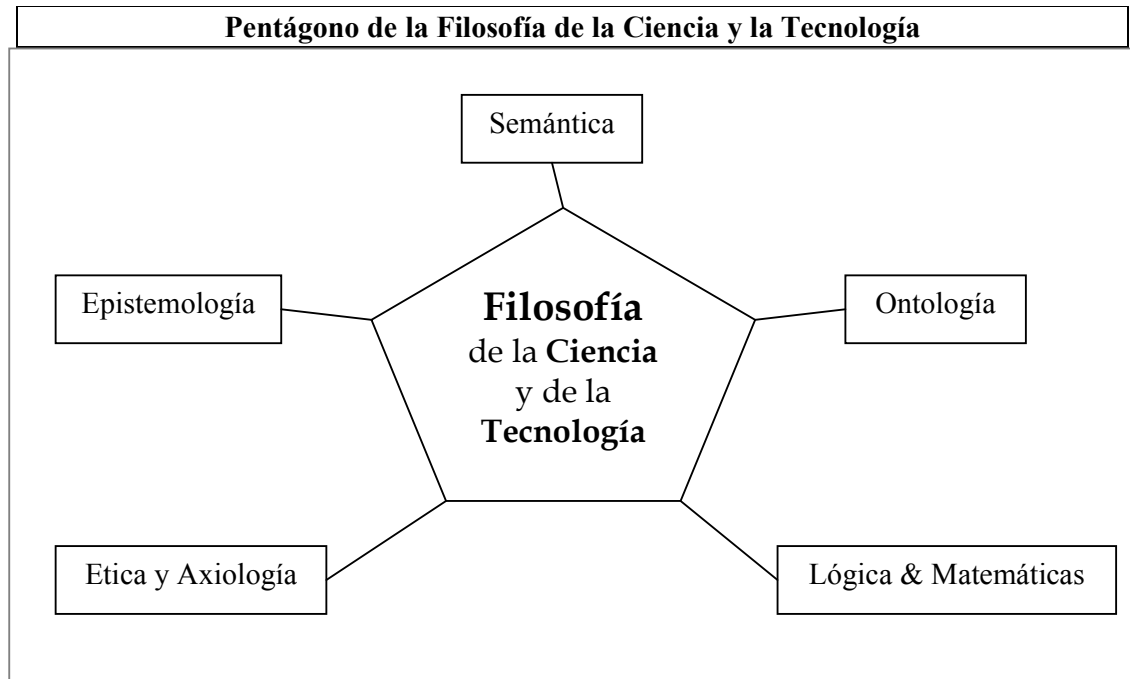 Pentágono de la Filosofía de la Ciencia y la Tecnología
Semántica
Epistemología
Ontología
Filosofía
de la Ciencia
y de la
Tecnología
Etica y Axiología
Lógica & Matemáticas